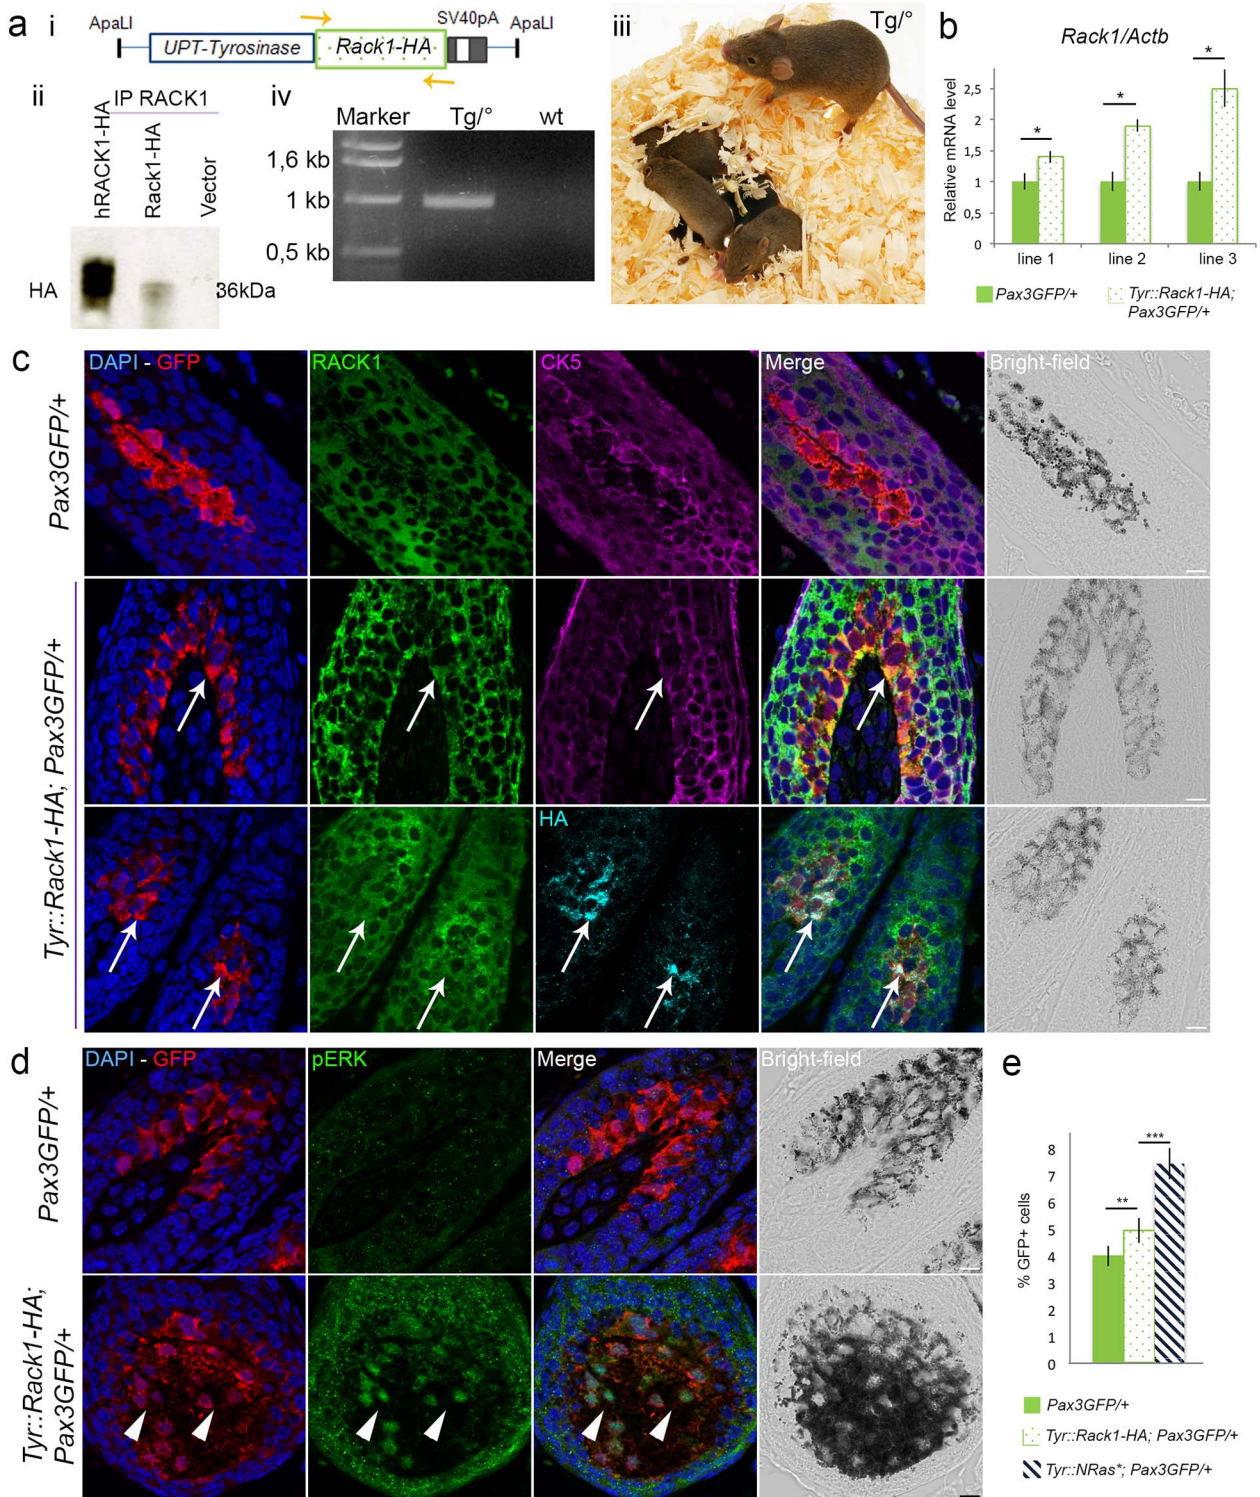 a
i
ApaLI
UPT-Tyrosinase
Rack1-HA
SV40pA
ApaLI
ii
IP RACK1
hRACK1-HA
Rack1-HA
Vector
HA
36kDa
iii
Tg/°
iv
Marker
Tg/°
wt
1,6 kb
1 kb
0,5 kb
b
Rack1/Actb
Relative mRNA level
2,5
2
1,5
1
0,5
0
*
*
*
line 1
line 2
line 3
Pax3GFP/+
Tyr::Rack1-HA;
Pax3GFP/+
c
DAPI - GFP
RACK1
CK5
Merge
Bright-field
Pax3GFP/+
Tyr::Rack1-HA; Pax3GFP/+
HA
d
DAPI - GFP
pERK
Merge
Bright-field
Pax3GFP/+
Tyr::Rack1-HA;
Pax3GFP/+
e
% GFP+ cells
8
7
6
5
4
3
2
1
0
**
***
Pax3GFP/+
Tyr::Rack1-HA; Pax3GFP/+
Tyr::NRas*; Pax3GFP/+